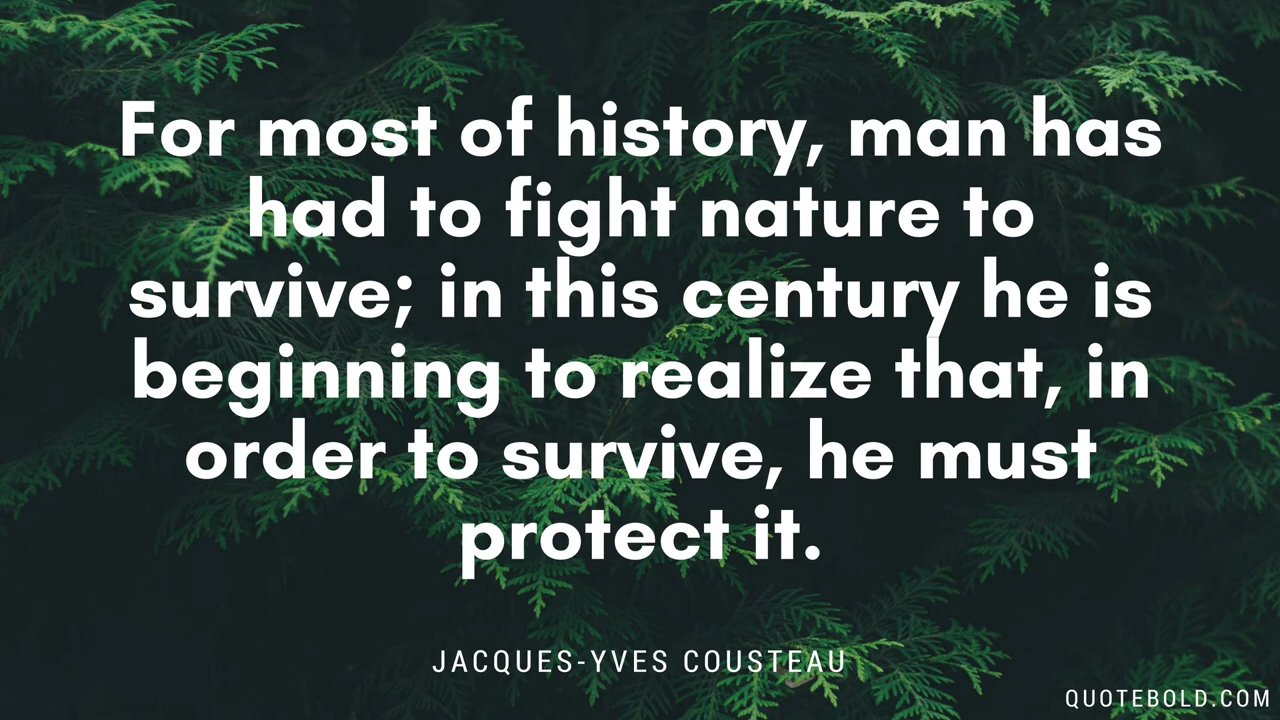 For most of history, man has
had to fight nature to
survive; in this century he is
beginning to realize that, in
order to survive, he must
protect it.
JACQUES-YVES COUSTEAU
QUOTEBOLD.COM